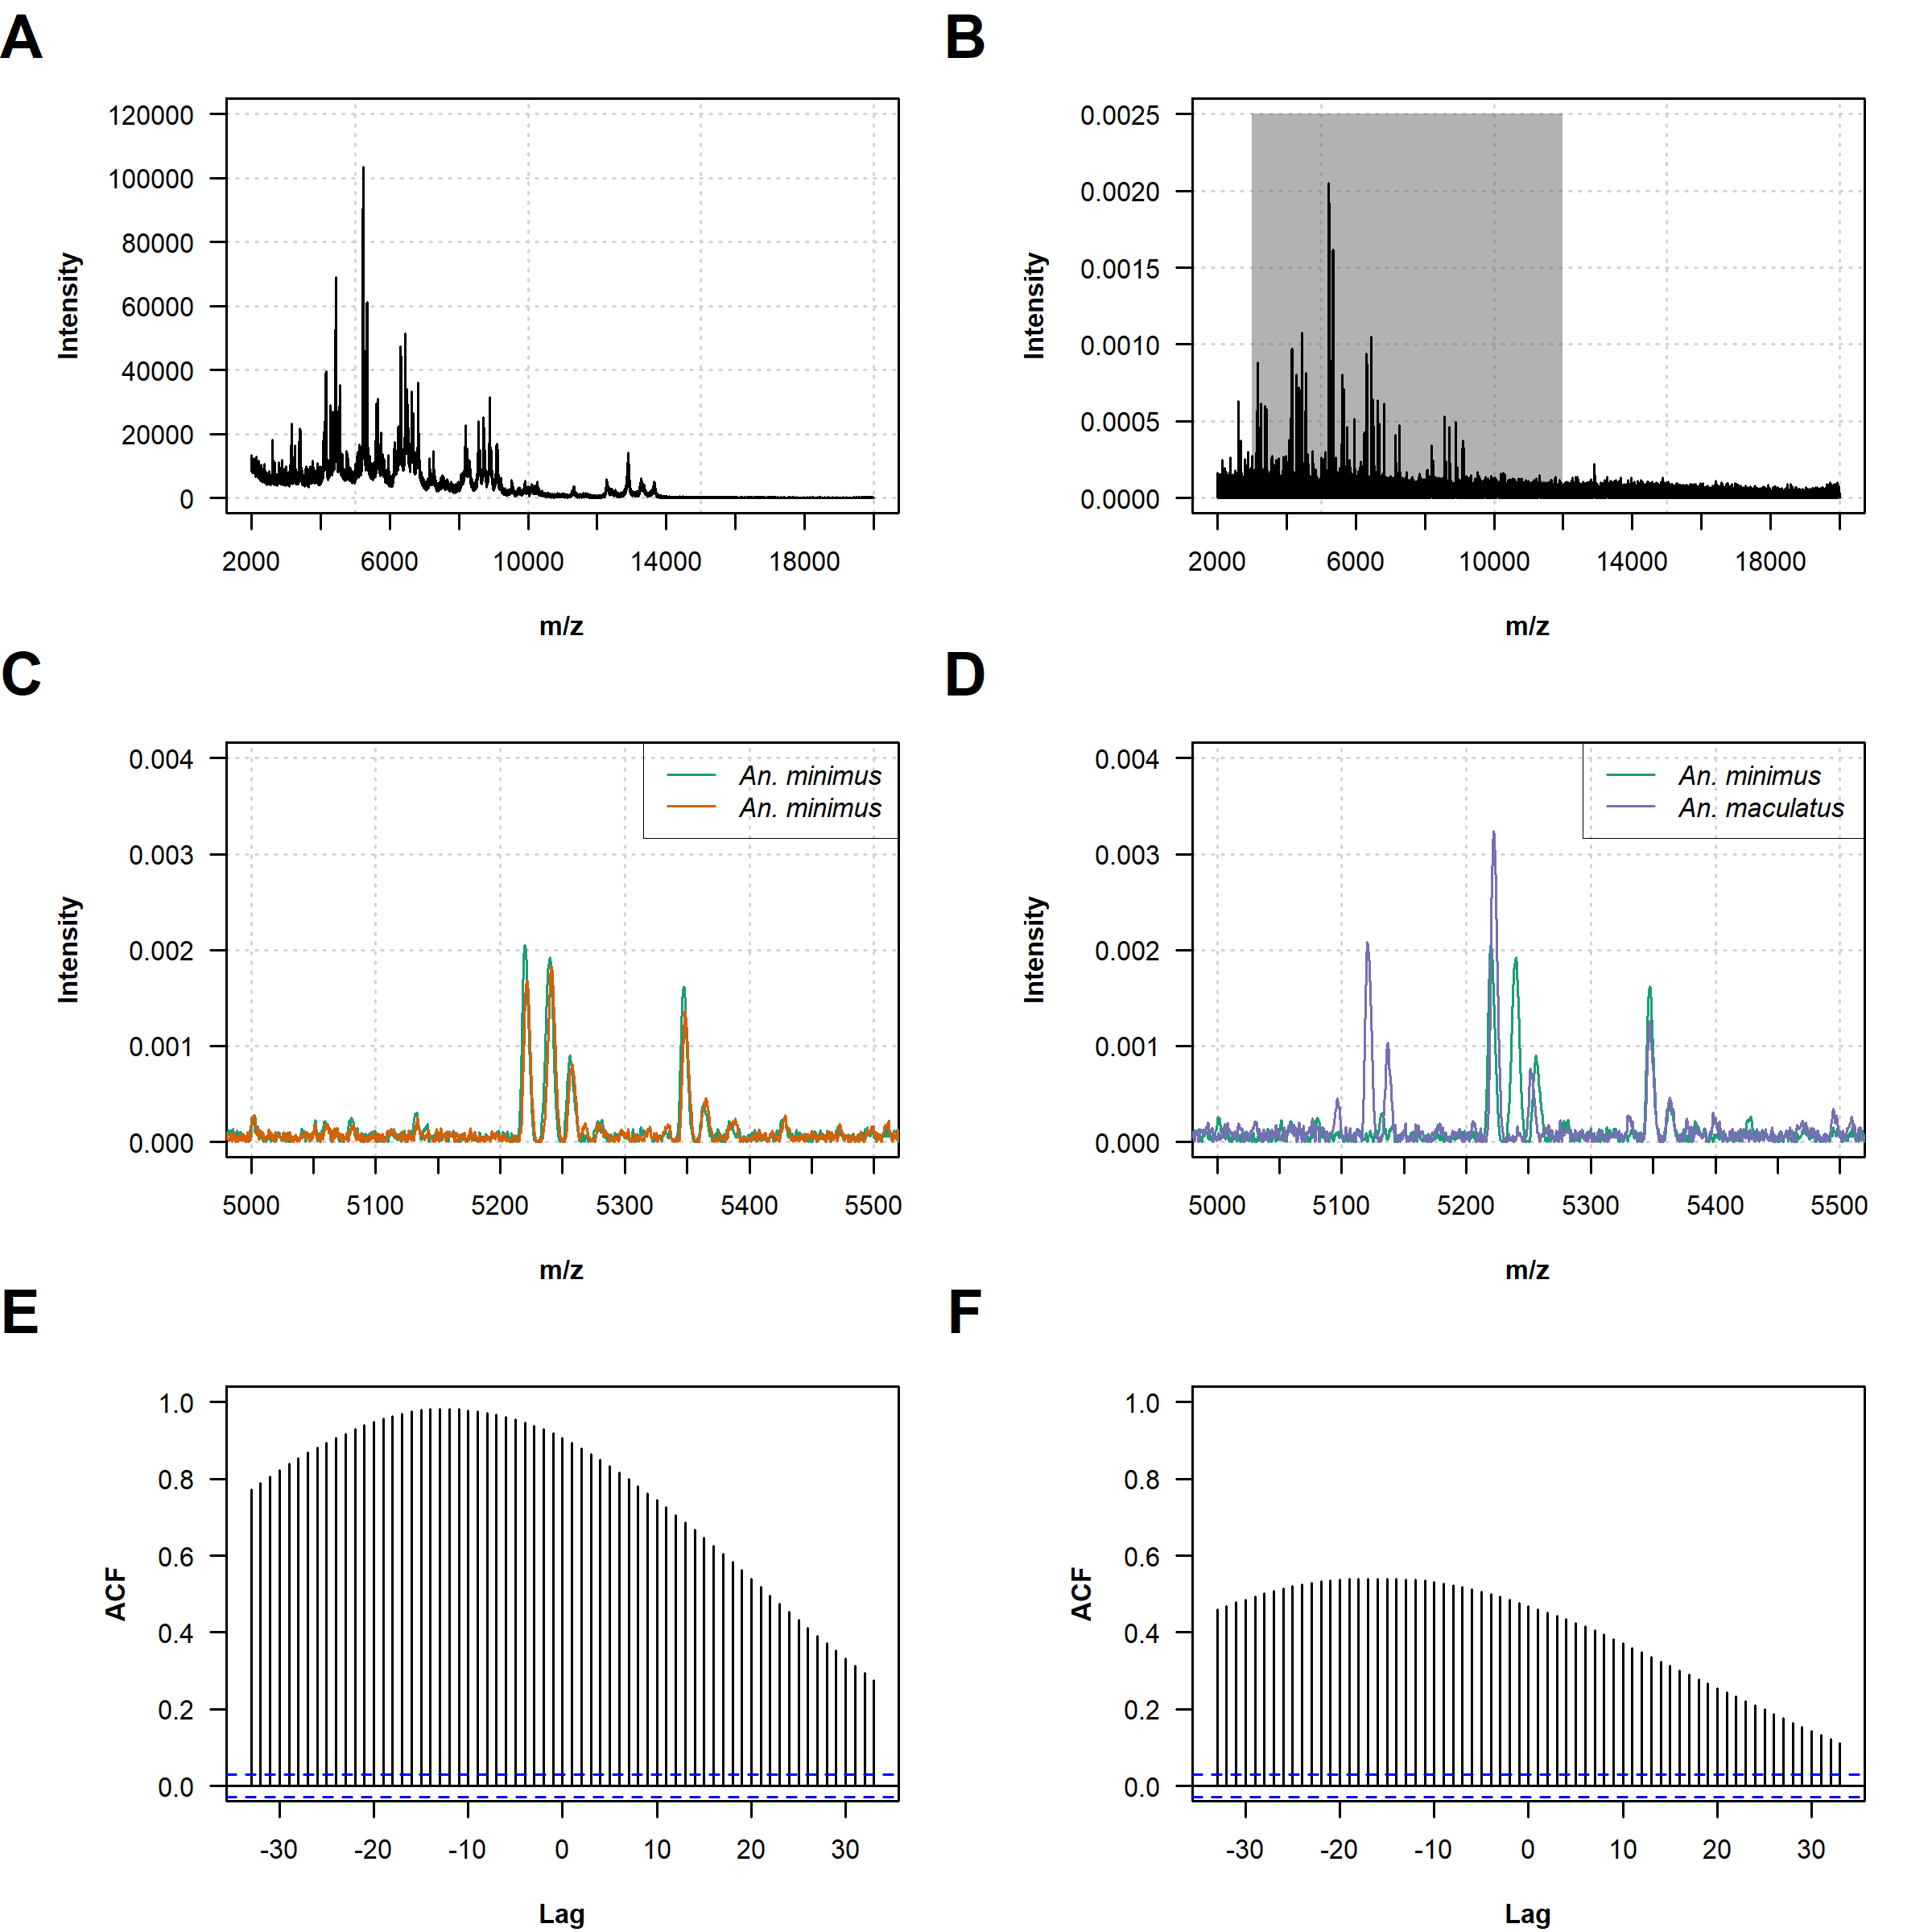 A
120000
100000
80000
60000
40000
20000
0
Intensity
2000 6000 10000 14000 18000
m/z
B
0.0025
0.0020
0.0015
0.0010
0.0005
0.0000
Intensity
2000 6000 10000 14000 18000
m/z
C
0.004
0.003
0.002
0.001
0.000
Intensity
An. minimus
An. minimus
5000 5100 5200 5300 5400 5500
m/z
D
0.004
0.003
0.002
0.001
0.000
Intensity
An. minimus
An. maculatus
5000 5100 5200 5300 5400 5500
m/z
E
1.0
0.8
0.6
0.4
0.2
0.0
ACF
-30 -20 -10 0 10 20 30
Lag
F
1.0
0.8
0.6
0.4
0.2
0.0
ACF
-30 -20 -10 0 10 20 30
Lag